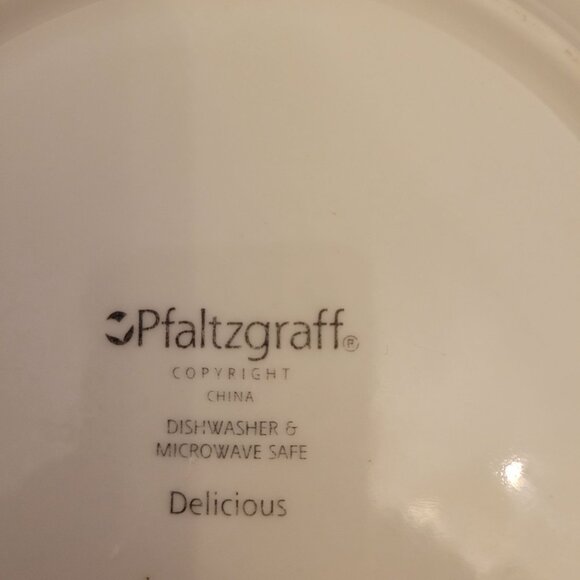 Pfaltzgraff®
COPYRIGHT
CHINA
DISHWASHER &
MICROWAVE SAFE
Delicious